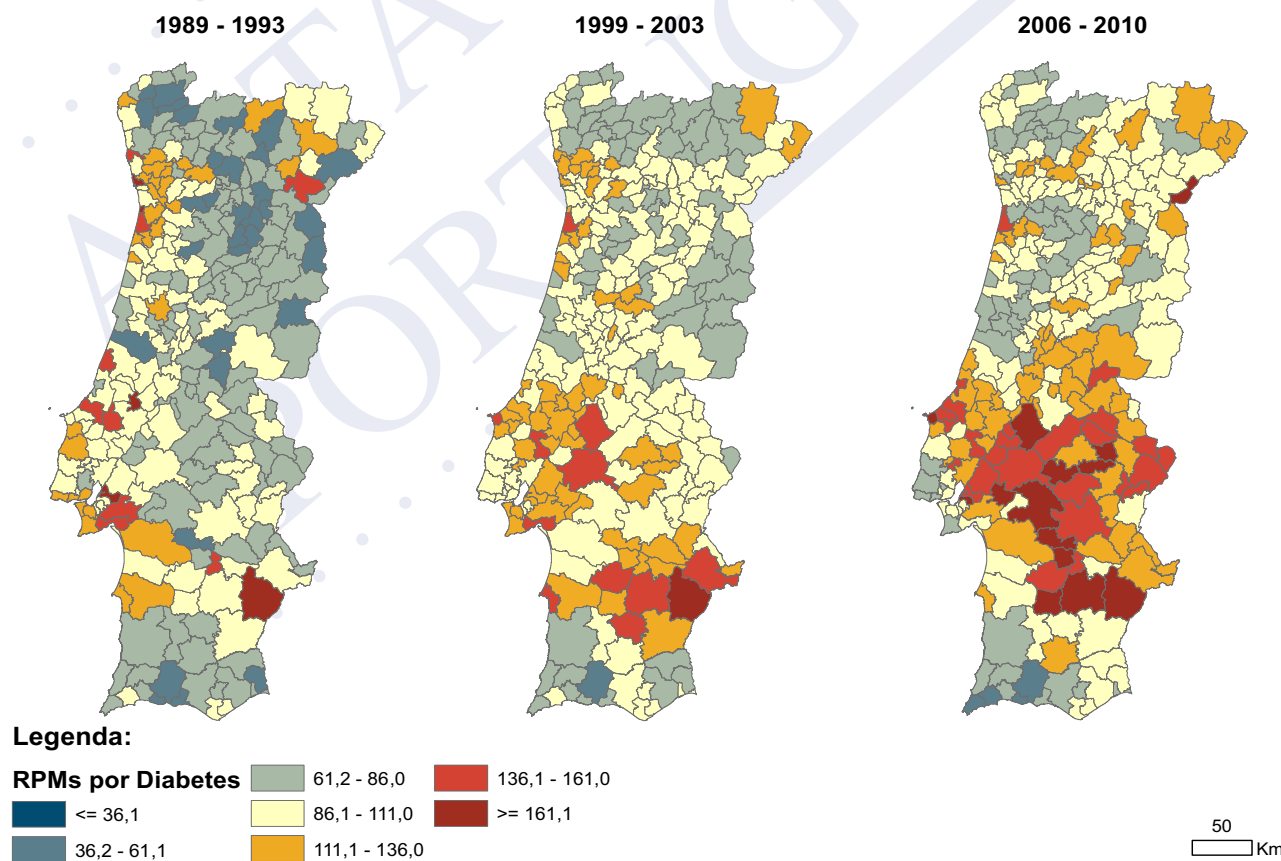 1989 - 1993
1999 - 2003
2006 - 2010
Legenda:
RPMs por Diabetes
<= 36,1
36,2 - 61,1
61,2 - 86,0
86,1 - 111,0
111,1 - 136,0
136,1 - 161,0
>= 161,1
50
Km